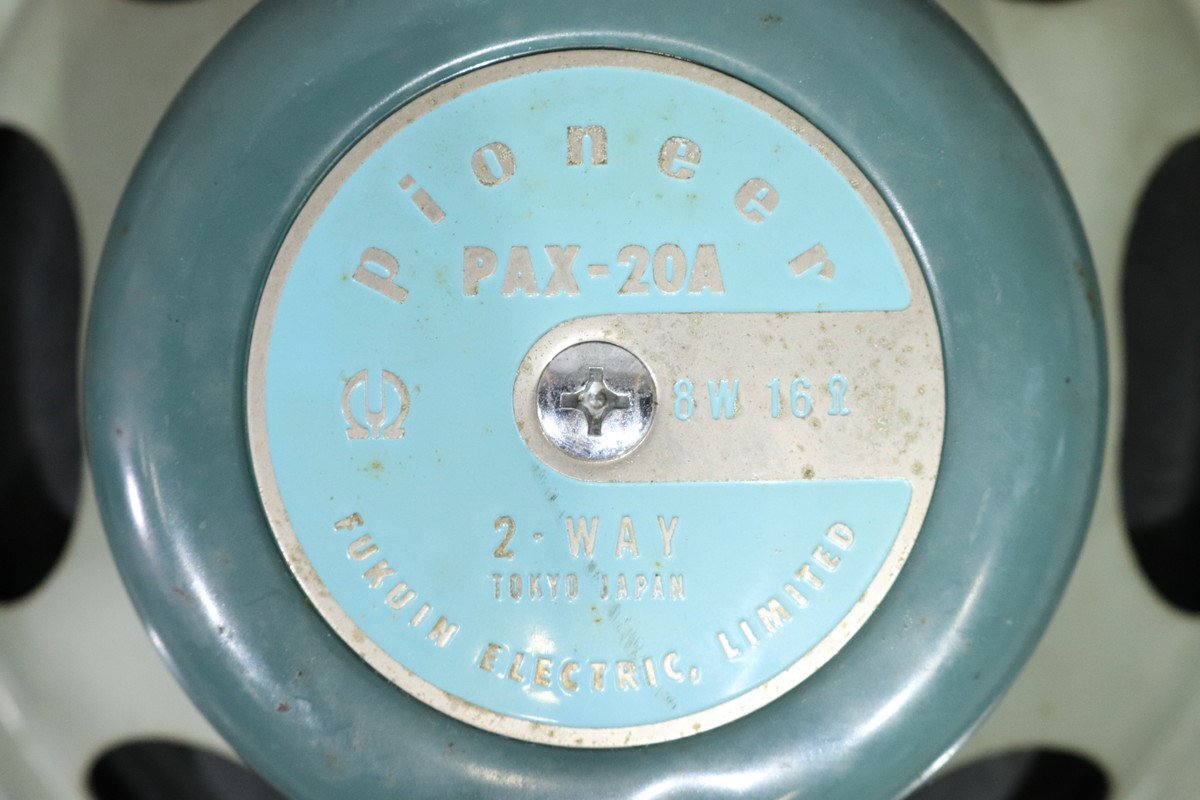 pioneer
PAX-20A
8W 16Ω
2-WAY
TOKYO JAPAN
FUKUIN ELECTRIC, LIMITED